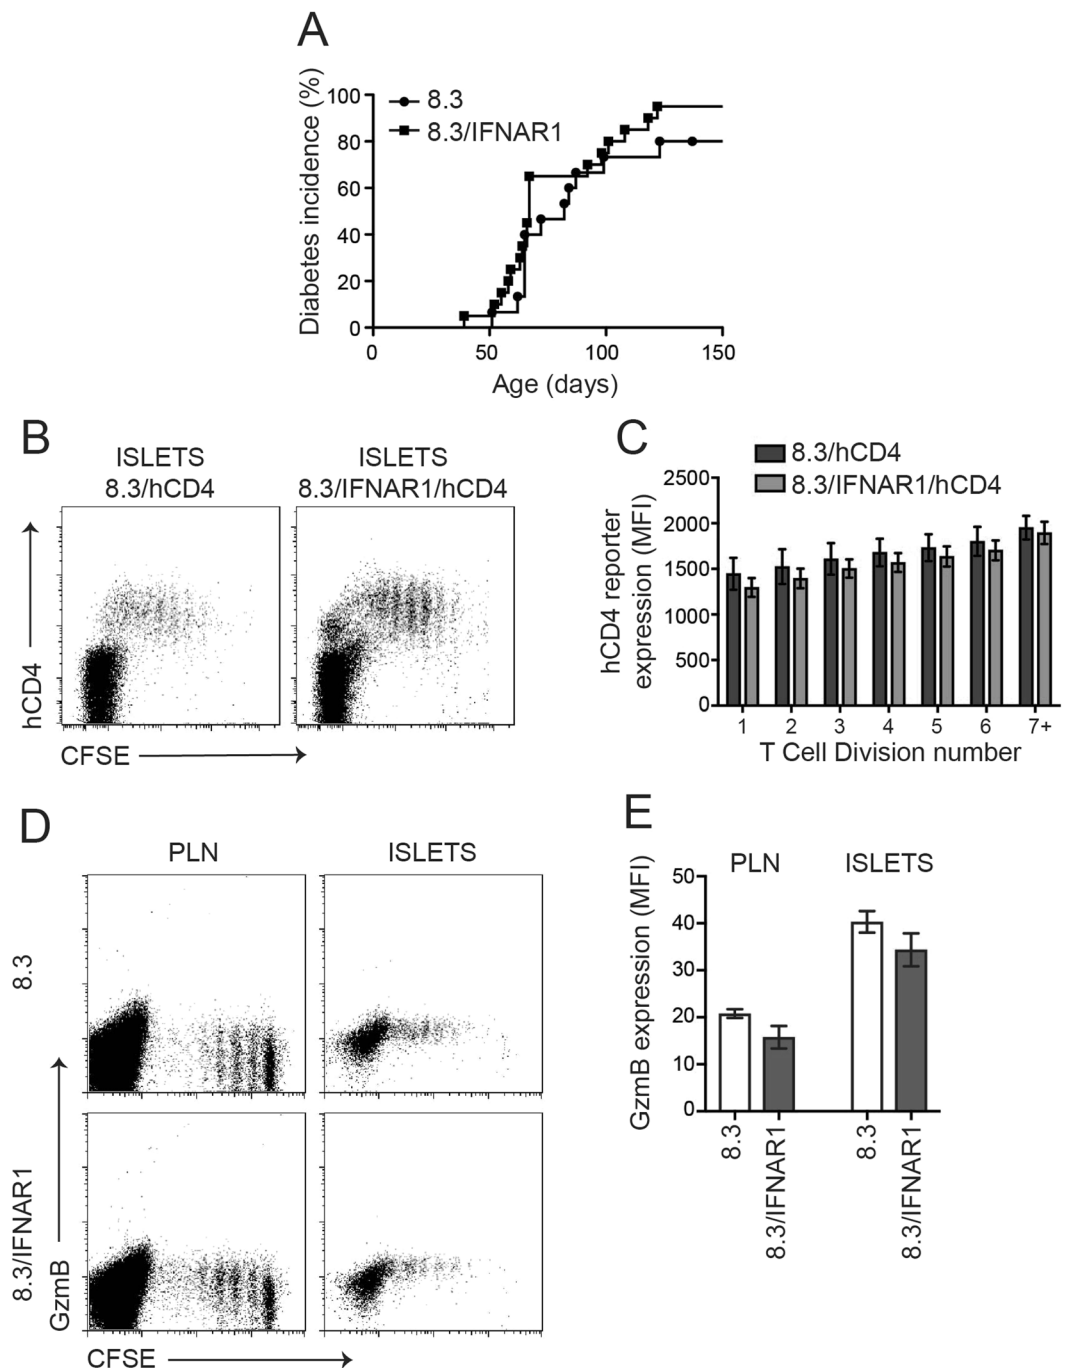 A
Diabetes incidence (%)
100
80
60
40
20
0
8.3
8.3/IFNAR1
0 50 100 150
Age (days)
B
ISLETS
8.3/hCD4
ISLETS
8.3/IFNAR1/hCD4
hCD4
CFSE
C
8.3/hCD4
8.3/IFNAR1/hCD4
hCD4 reporter
expression (MFI)
2500
2000
1500
1000
500
0
1 2 3 4 5 6 7+
T Cell Division number
D
PLN ISLETS
8.3
8.3/IFNAR1
GzmB
CFSE
E
PLN ISLETS
GzmB expression (MFI)
50
40
30
20
10
0
8.3
8.3/IFNAR1
8.3
8.3/IFNAR1